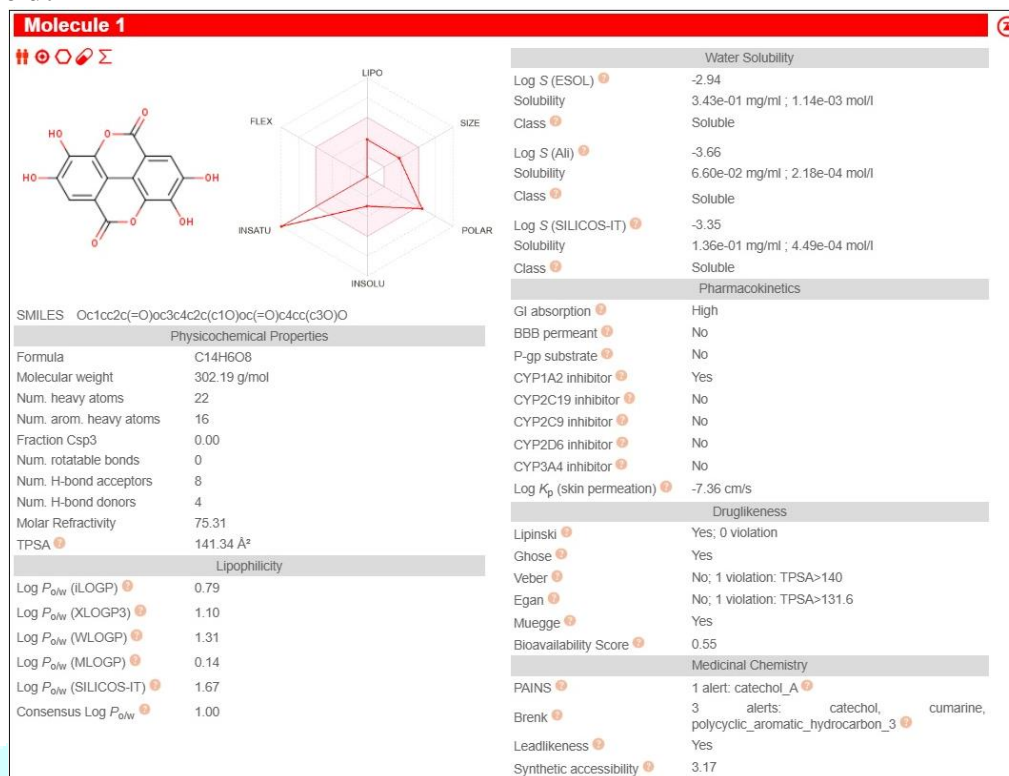 Molecule 1
LIPO
FLEX
SIZE
INSATU
POLAR
INSOLU
O
HO
O
HO
OH
O
OH
O
SMILES Oc1cc2c(=O)oc3c4c2c(c1O)oc(=O)c4cc(c3O)O
Physicochemical Properties
Formula C14H6O8
Molecular weight 302.19 g/mol
Num. heavy atoms 22
Num. arom. heavy atoms 16
Fraction Csp3 0.00
Num. rotatable bonds 0
Num. H-bond acceptors 8
Num. H-bond donors 4
Molar Refractivity 75.31
TPSA ? 141.34 Å²
Lipophilicity
Log Po/w (iLOGP) ? 0.79
Log Po/w (XLOGP3) ? 1.10
Log Po/w (WLOGP) ? 1.31
Log Po/w (MLOGP) ? 0.14
Log Po/w (SILICOS-IT) ? 1.67
Consensus Log Po/w ? 1.00
Water Solubility
Log S (ESOL) ? -2.94
Solubility 3.43e-01 mg/ml ; 1.14e-03 mol/l
Class ? Soluble
Log S (Ali) ? -3.66
Solubility 6.60e-02 mg/ml ; 2.18e-04 mol/l
Class ? Soluble
Log S (SILICOS-IT) ? -3.35
Solubility 1.36e-01 mg/ml ; 4.49e-04 mol/l
Class ? Soluble
Pharmacokinetics
GI absorption ? High
BBB permeant ? No
P-gp substrate ? No
CYP1A2 inhibitor ? Yes
CYP2C19 inhibitor ? No
CYP2C9 inhibitor ? No
CYP2D6 inhibitor ? No
CYP3A4 inhibitor ? No
Log Kp (skin permeation) ? -7.36 cm/s
Druglikeness
Lipinski ? Yes; 0 violation
Ghose ? Yes
Veber ? No; 1 violation: TPSA>140
Egan ? No; 1 violation: TPSA>131.6
Muegge ? Yes
Bioavailability Score ? 0.55
Medicinal Chemistry
PAINS ? 1 alert: catechol_A ?
Brenk ? 3 alerts: catechol, cumarine,
polycyclic_aromatic_hydrocarbon_3 ?
Leadlikeness ? Yes
Synthetic accessibility ? 3.17